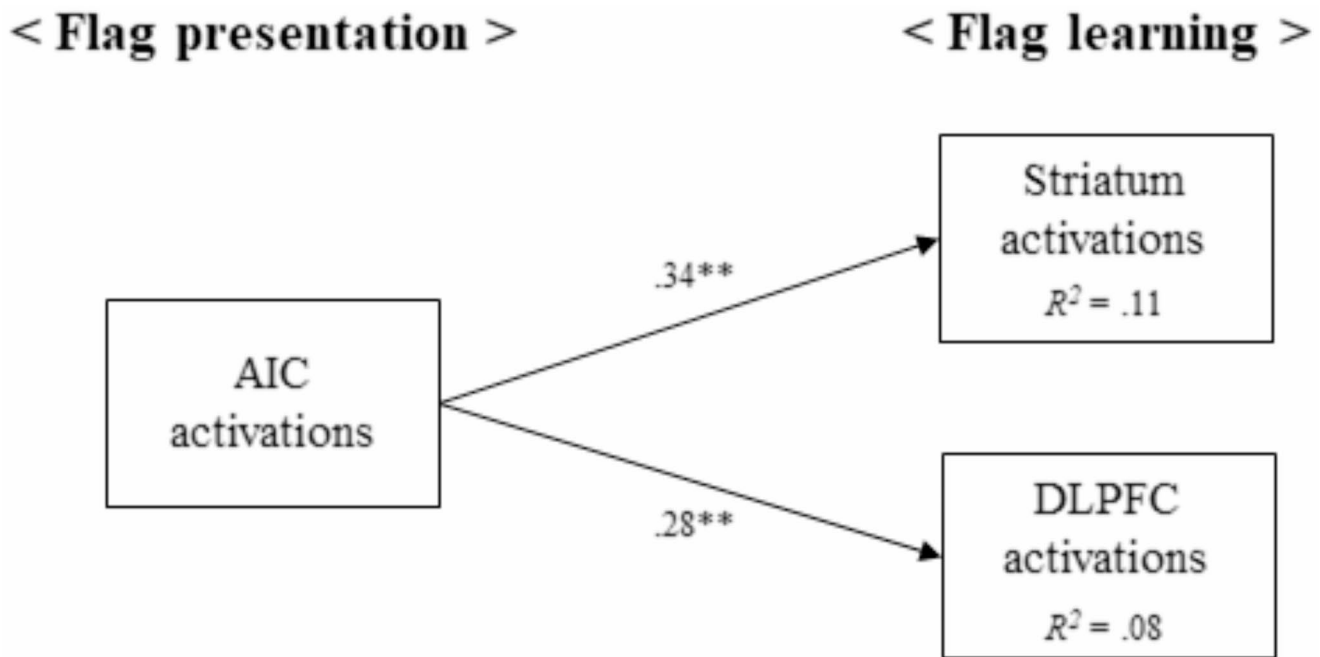 < Flag presentation >
< Flag learning >
Striatum
activations
R² = .11
.34**
AIC
activations
.28**
DLPFC
activations
R² = .08